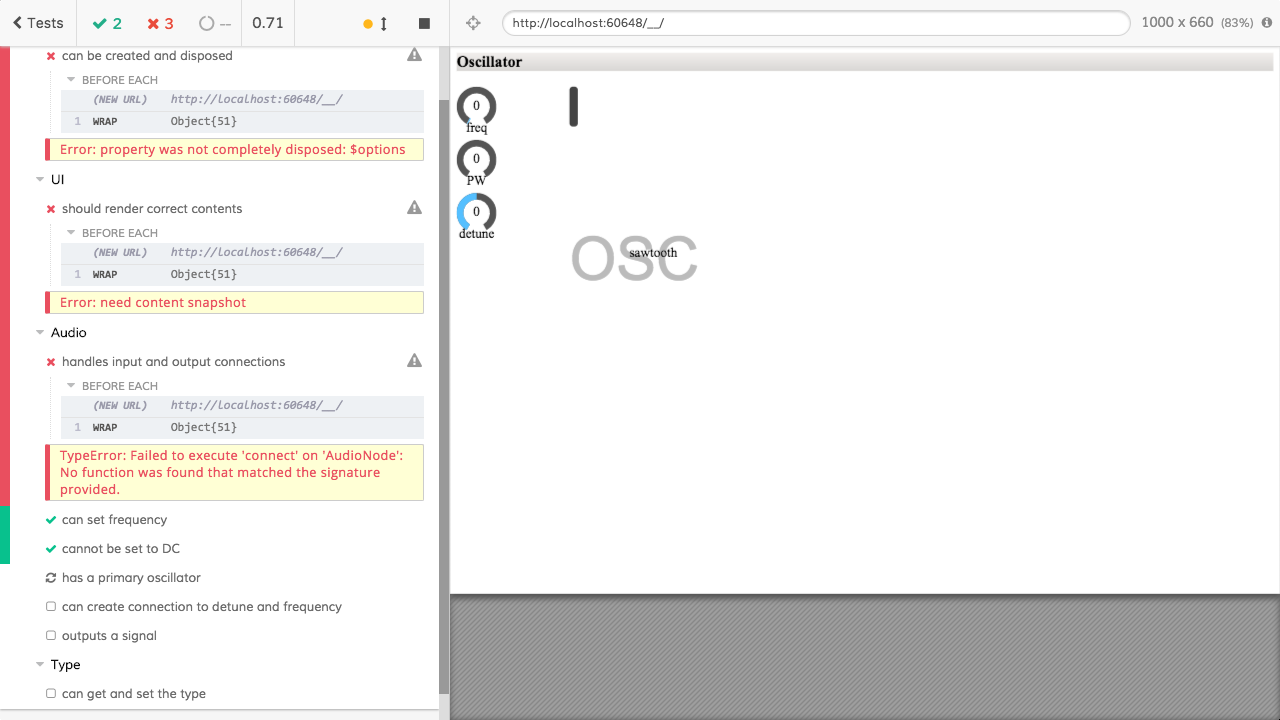 Tests
2
3
--
0.71
http://localhost:60648/__/
1000 x 660 (83%)
can be created and disposed
BEFORE EACH
(NEW URL) http://localhost:60648/__/
1 WRAP Object{51}
Error: property was not completely disposed: $options
UI
should render correct contents
BEFORE EACH
(NEW URL) http://localhost:60648/__/
1 WRAP Object{51}
Error: need content snapshot
Audio
handles input and output connections
BEFORE EACH
(NEW URL) http://localhost:60648/__/
1 WRAP Object{51}
TypeError: Failed to execute 'connect' on 'AudioNode':
No function was found that matched the signature
provided.
can set frequency
cannot be set to DC
has a primary oscillator
can create connection to detune and frequency
outputs a signal
Type
can get and set the type
Oscillator
0
freq
0
PW
0
detune
OSC
sawtooth